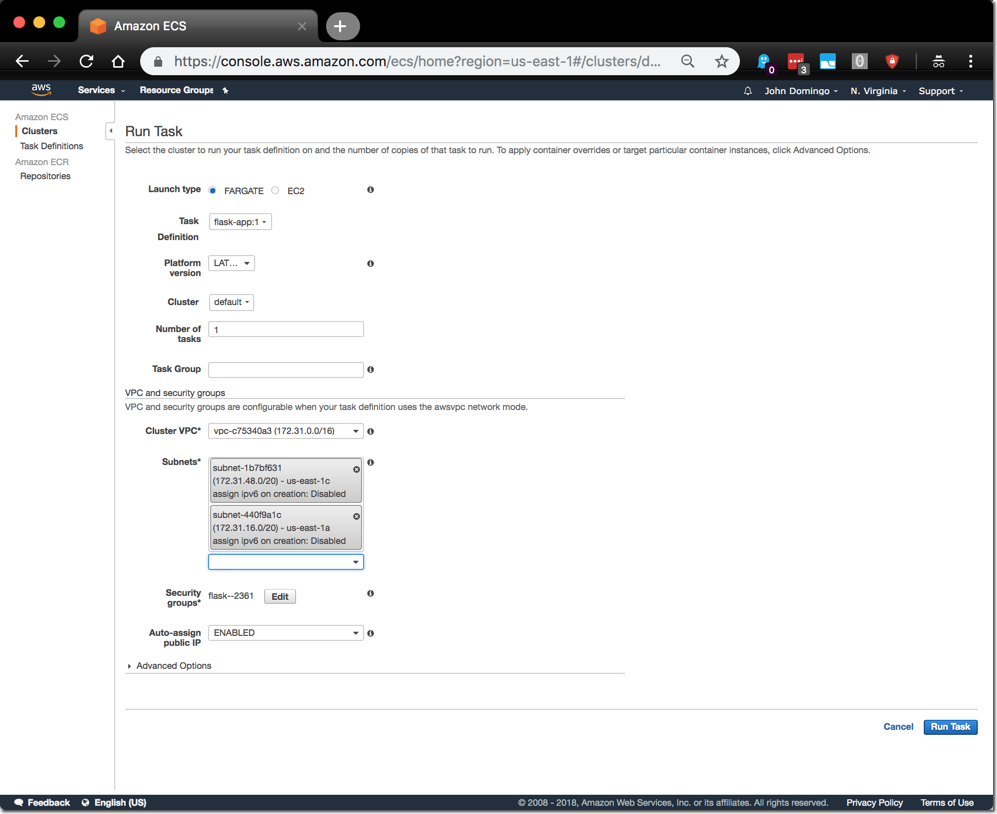 Amazon ECS
https://console.aws.amazon.com/ecs/home?region=us-east-1#/clusters/d...
0
3
0
aws
Services
Resource Groups
John Domingo
N. Virginia
Support
Amazon ECS
Clusters
Task Definitions
Amazon ECR
Repositories
Run Task
Select the cluster to run your task definition on and the number of copies of that task to run. To apply container overrides or target particular container instances, click Advanced Options.
Launch type
FARGATE
EC2
Task
Definition
flask-app:1
Platform
version
LAT...
Cluster
default
Number of
tasks
1
Task Group
VPC and security groups
VPC and security groups are configurable when your task definition uses the awsvpc network mode.
Cluster VPC*
vpc-c75340a3 (172.31.0.0/16)
Subnets*
subnet-1b7bf631
(172.31.48.0/20) - us-east-1c
assign ipv6 on creation: Disabled
subnet-440f9a1c
(172.31.16.0/20) - us-east-1a
assign ipv6 on creation: Disabled
Security
groups*
flask--2361
Edit
Auto-assign
public IP
ENABLED
Advanced Options
Cancel
Run Task
Feedback
English (US)
© 2008 - 2018, Amazon Web Services, Inc. or its affiliates. All rights reserved.
Privacy Policy
Terms of Use